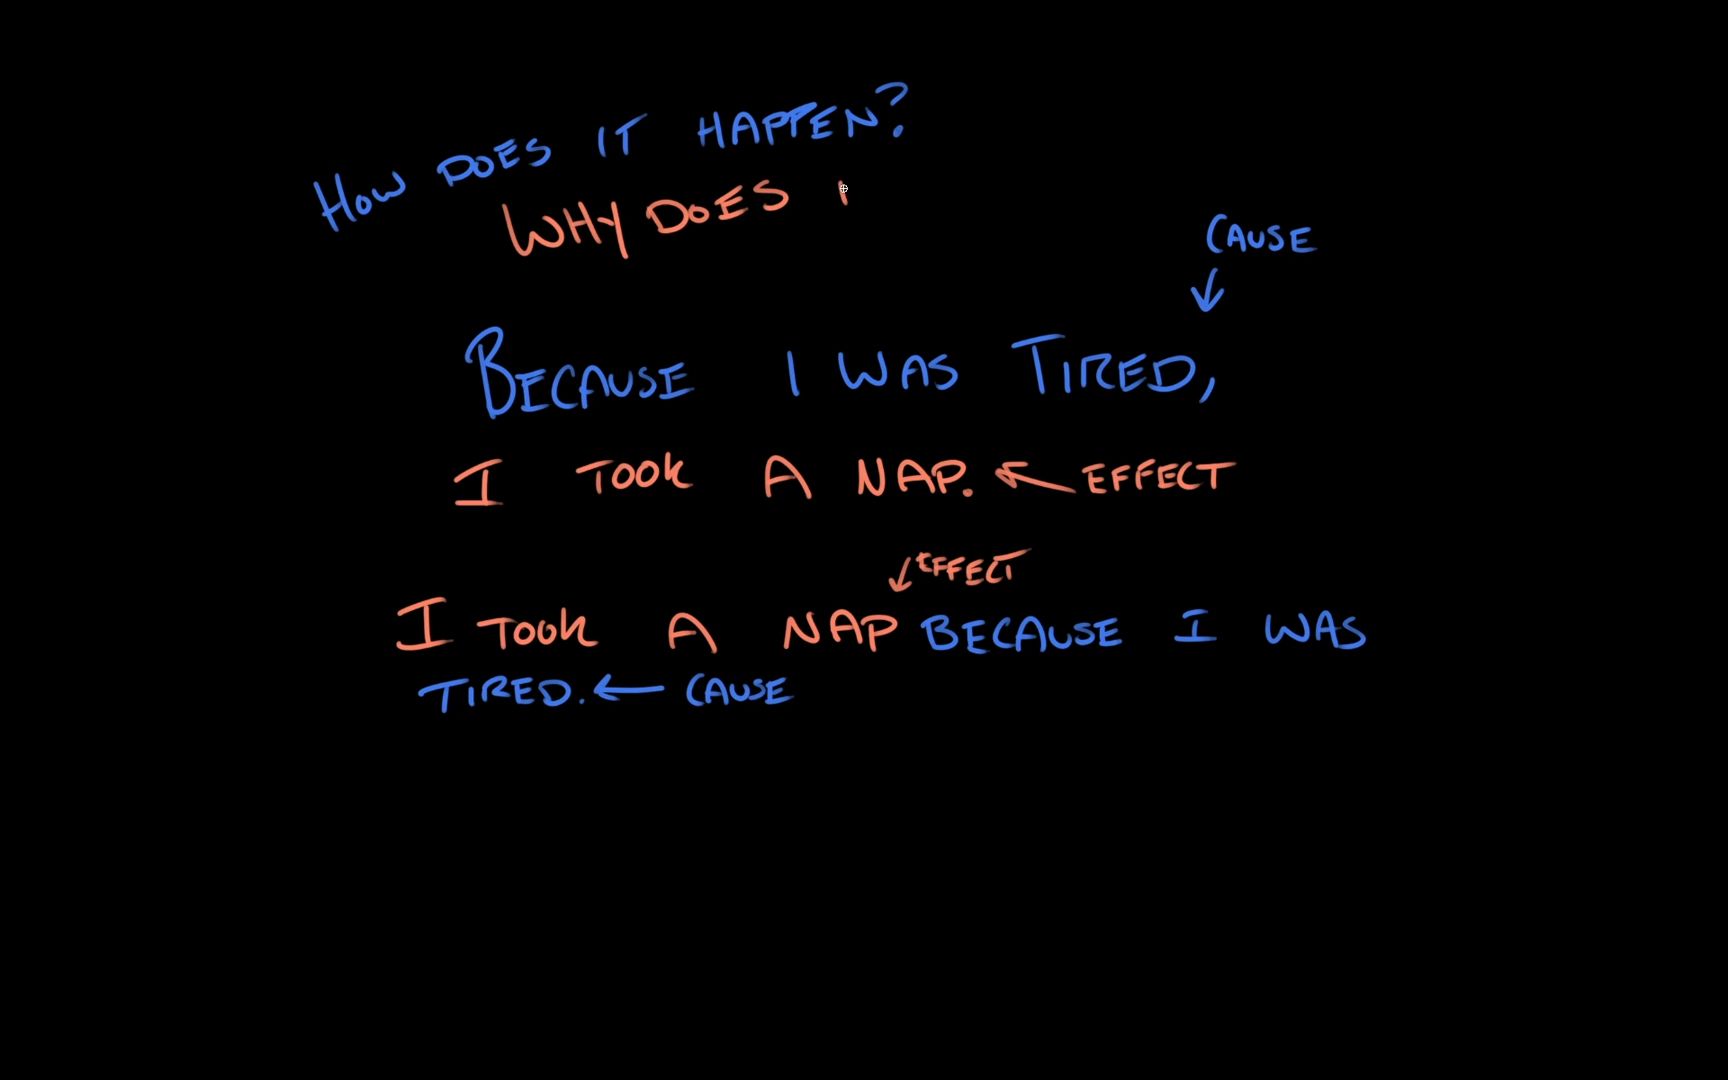 HOW DOES IT HAPPEN?
WHY DOES I
CAUSE
BECAUSE I WAS TIRED,
I TOOK A NAP. ← EFFECT
EFFECT
I TOOK A NAP BECAUSE I WAS
TIRED. ← CAUSE